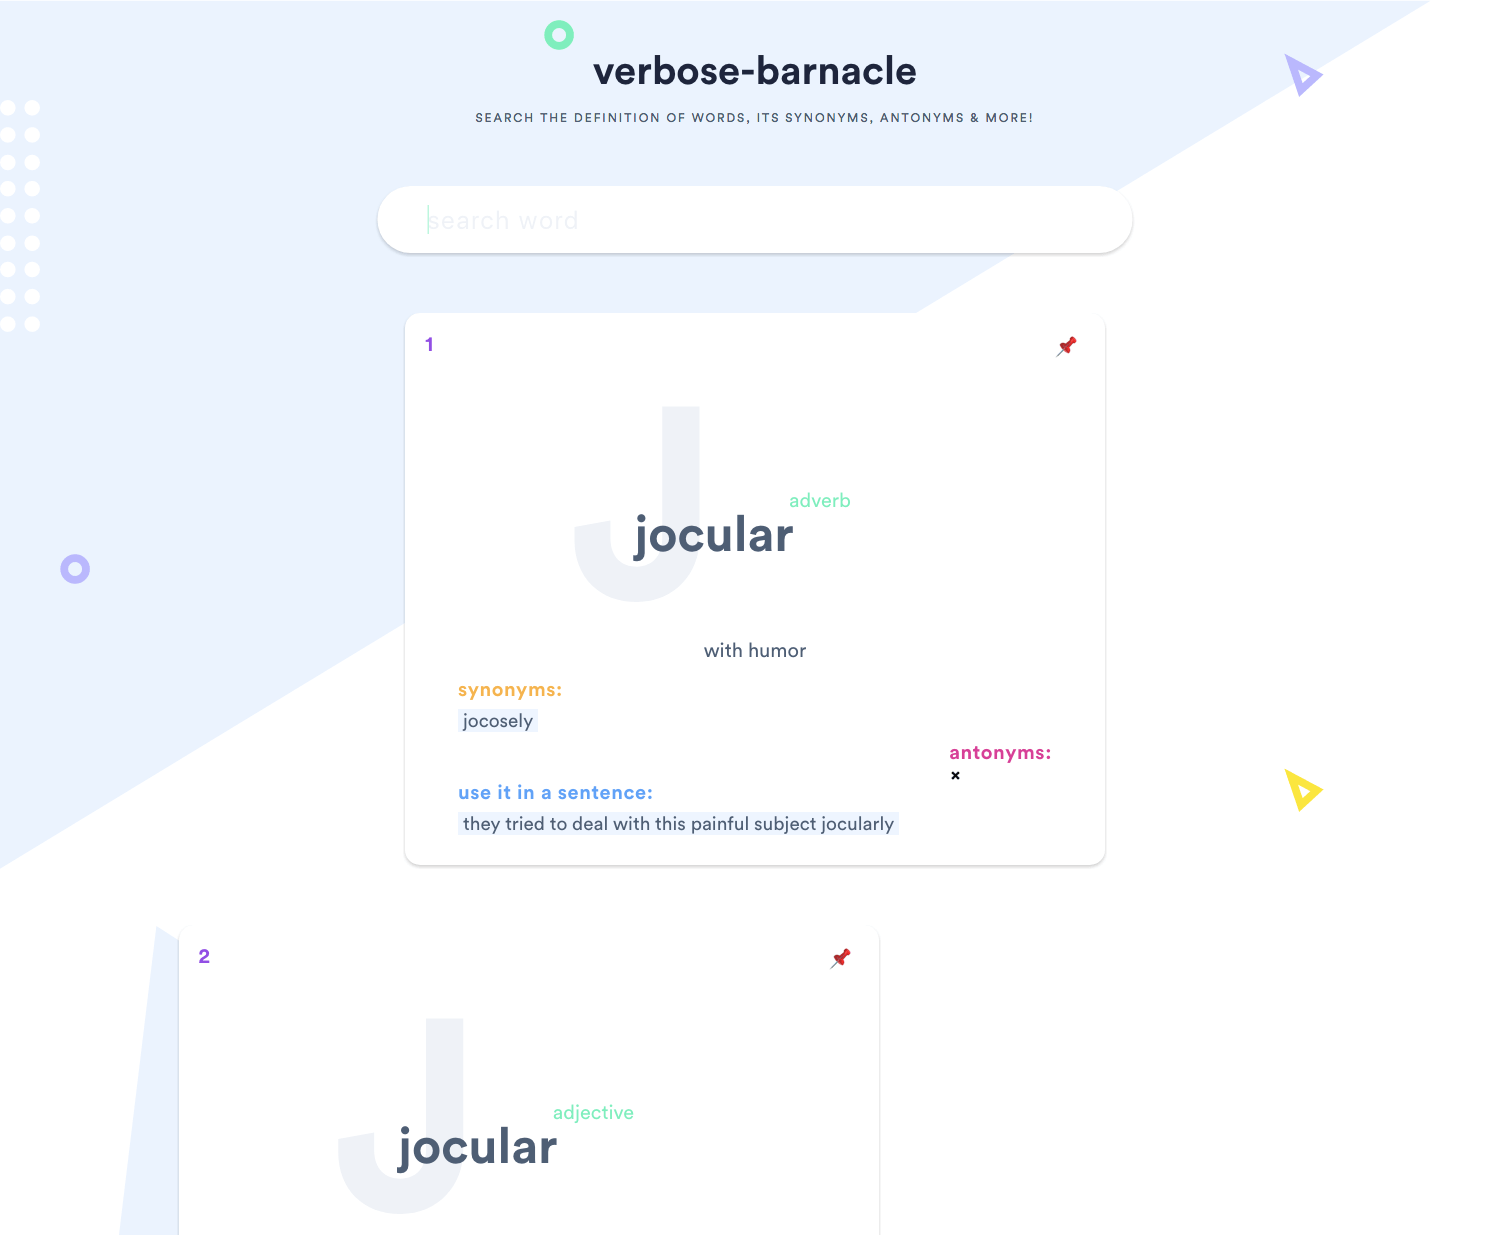 verbose-barnacle
SEARCH THE DEFINITION OF WORDS, ITS SYNONYMS, ANTONYMS & MORE!
search word
1
J
adverb
jocular
with humor
synonyms:
jocosely
antonyms:
×
use it in a sentence:
they tried to deal with this painful subject jocularly
2
J
adjective
jocular